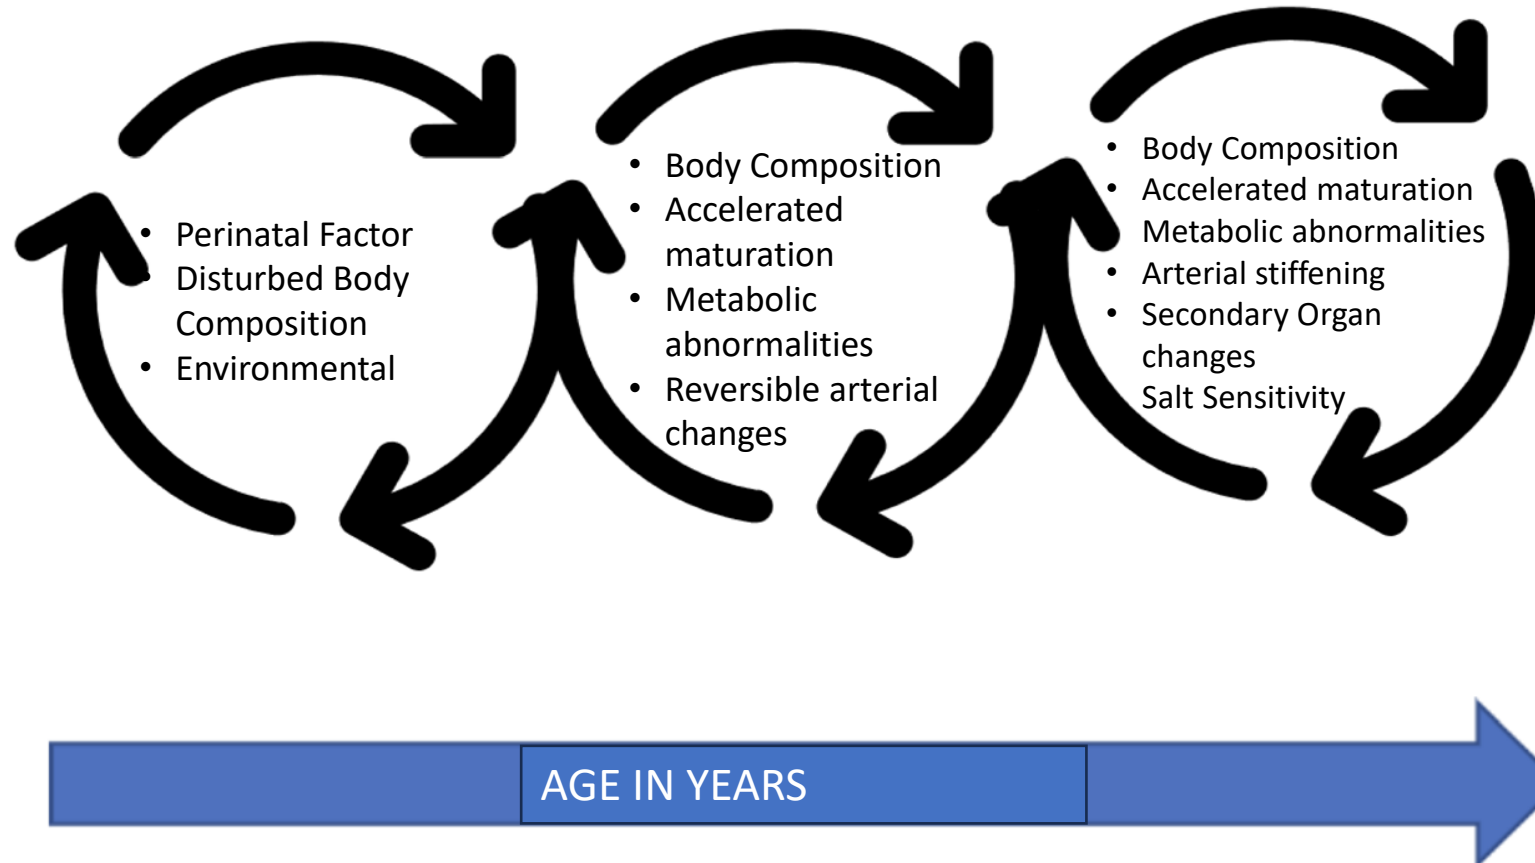 • Perinatal Factor
• Disturbed Body
Composition
• Environmental
• Body Composition
• Accelerated
maturation
• Metabolic
abnormalities
• Reversible arterial
changes
• Body Composition
• Accelerated maturation
Metabolic abnormalities
• Arterial stiffening
• Secondary Organ
changes
Salt Sensitivity
AGE IN YEARS